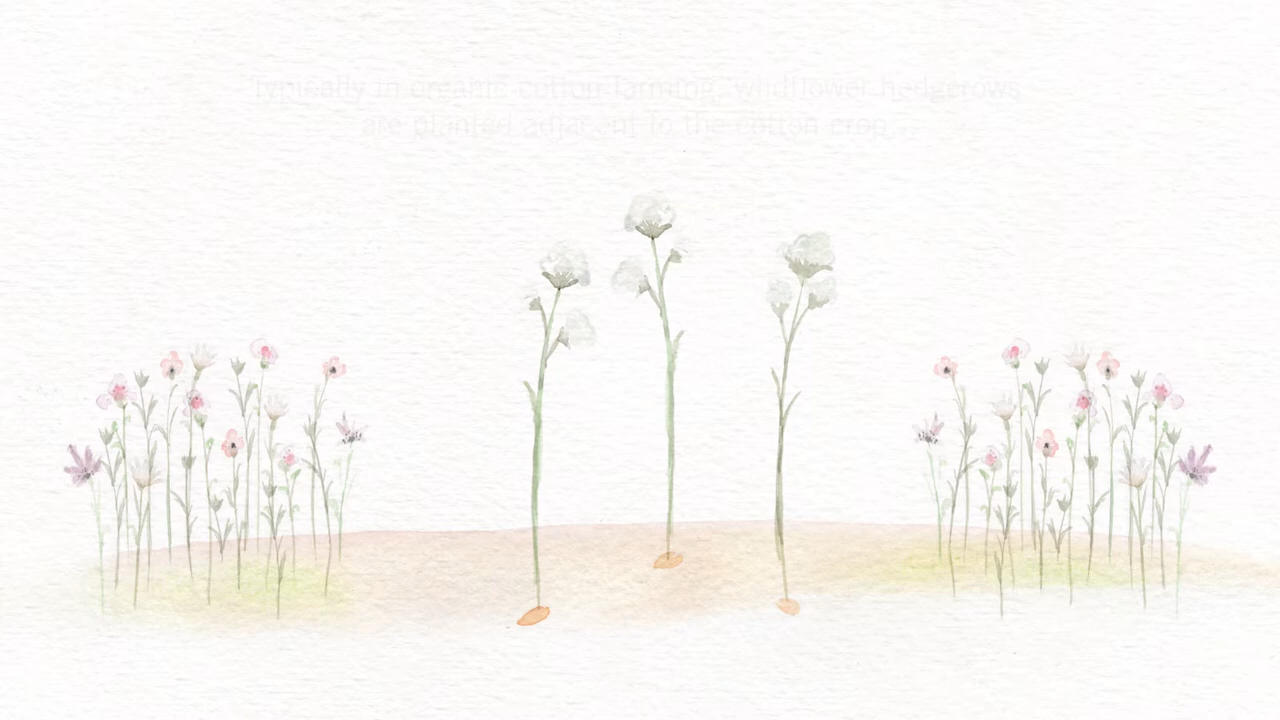 Typically in organic cotton farming, wildflower hedgerows
are planted adjacent to the cotton crop